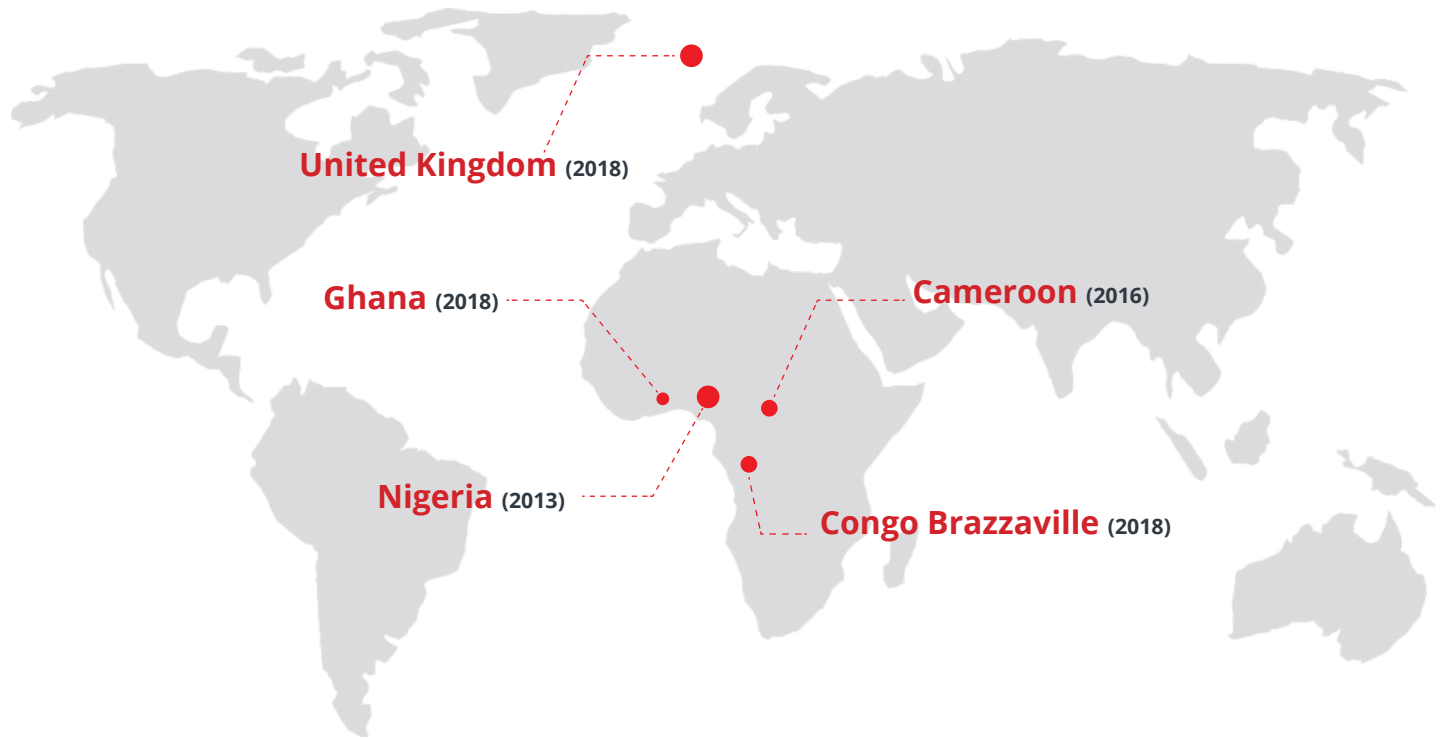 United Kingdom (2018)
Ghana (2018)
Cameroon (2016)
Nigeria (2013)
Congo Brazzaville (2018)